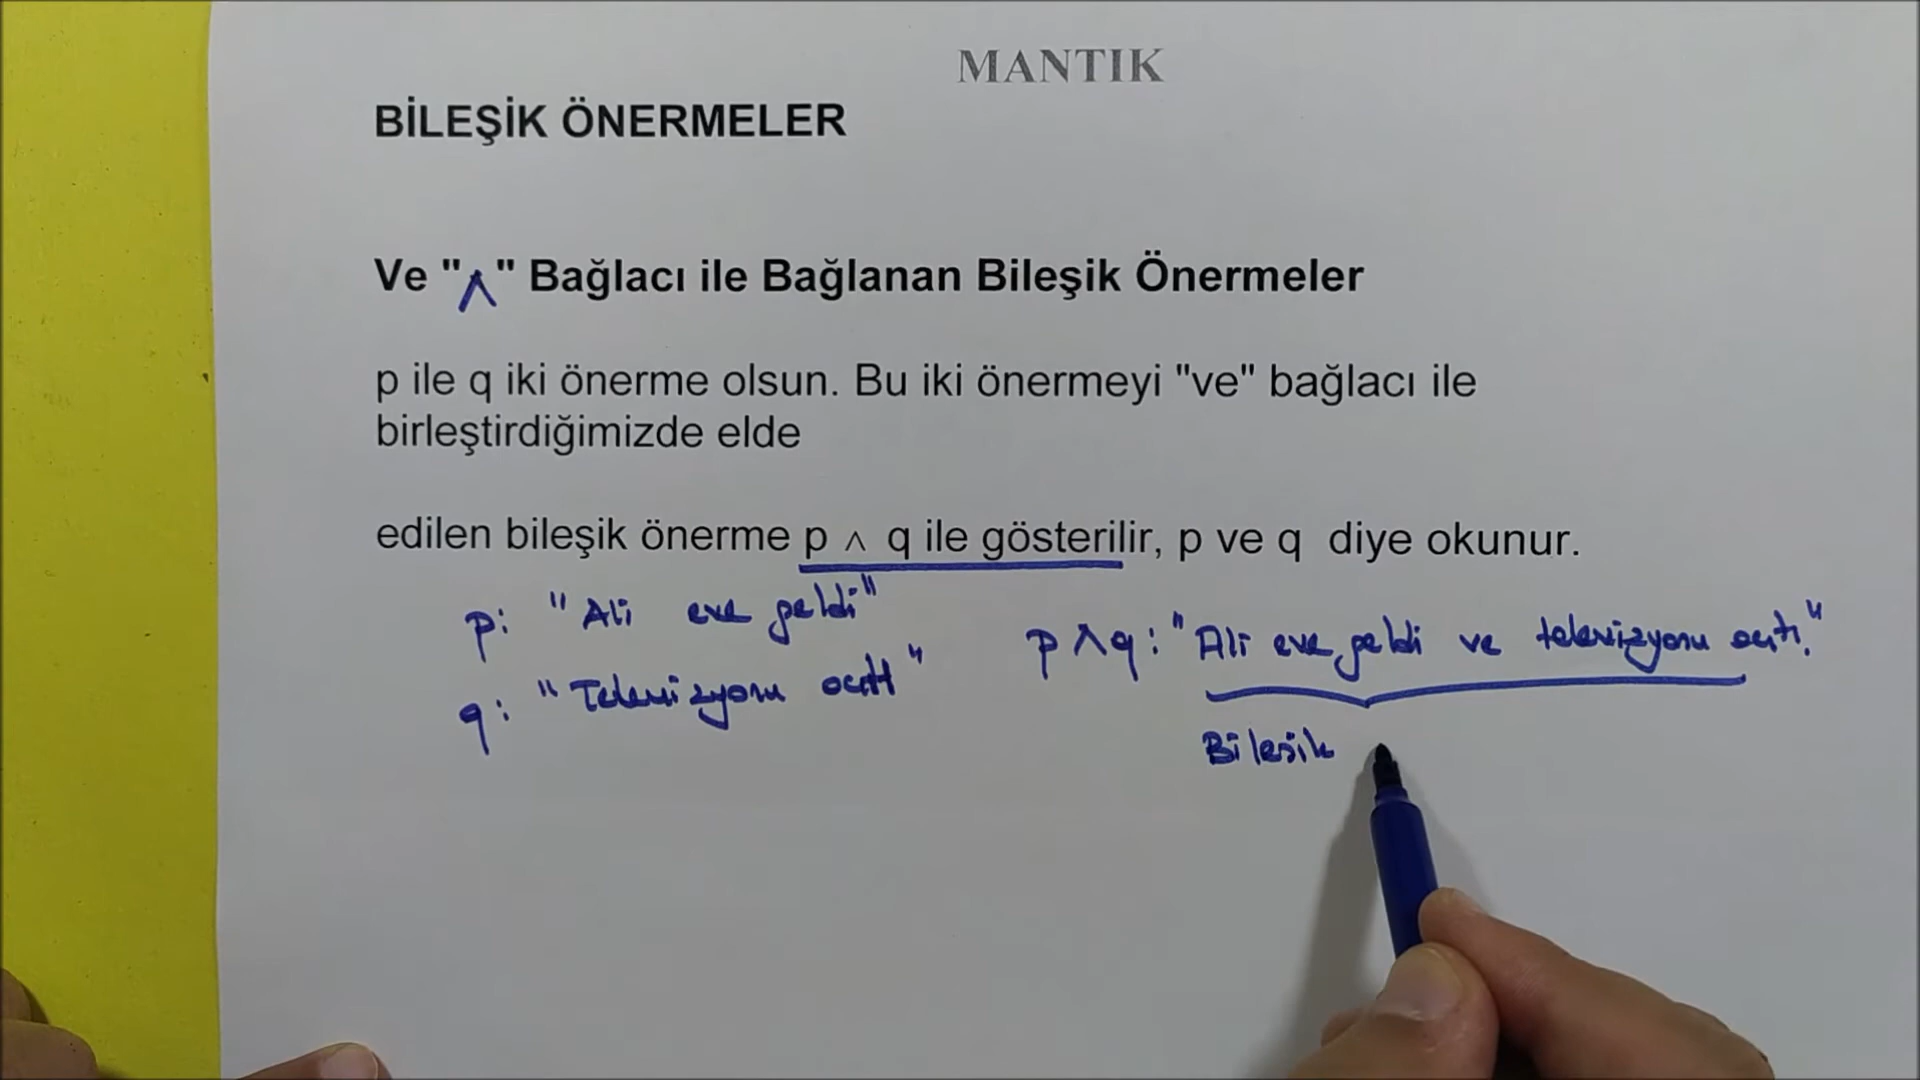 MANTIK
BİLEŞİK ÖNERMELER
Ve "∧" Bağlacı ile Bağlanan Bileşik Önermeler
p ile q iki önerme olsun. Bu iki önermeyi "ve" bağlacı ile
birleştirdiğimizde elde
edilen bileşik önerme p ∧ q ile gösterilir, p ve q diye okunur.
p: "Ali eve geldi"
q: "Televizyonu açtı"
p∧q: "Ali eve geldi ve televizyonu açtı."
Bileşik